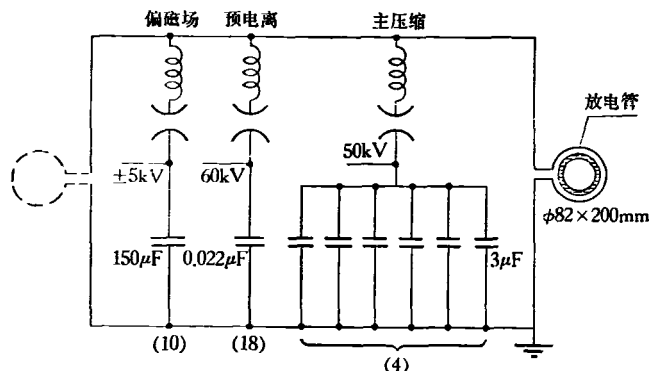 偏磁场 预电离 主压缩
放电管
50kV
±5kV 60kV
φ82×200mm
150μF 0.022μF 3μF
(10) (18)
(4)